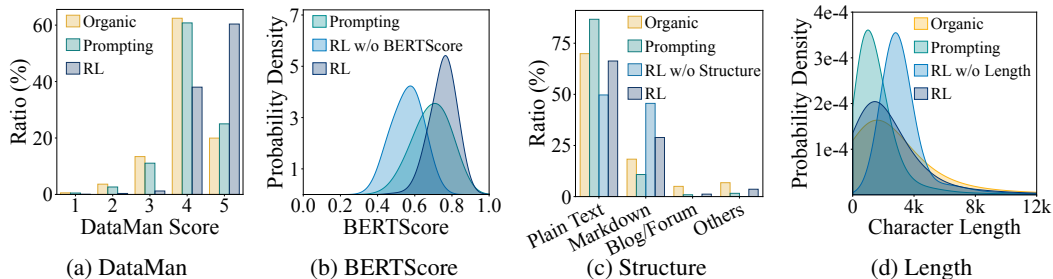 Ratio (%)
60
40
20
0
1 2 3 4 5
DataMan Score
Organic
Prompting
RL
(a) DataMan
Probability Density
7
5
3
1
0.0 0.2 0.4 0.6 0.8 1.0
BERTScore
Prompting
RL w/o BERTScore
RL
(b) BERTScore
Ratio (%)
75
50
25
0
Plain Text
Markdown
Blog/Forum
Others
Organic
Prompting
RL w/o Structure
RL
(c) Structure
Probability Density
4e-4
3e-4
2e-4
1e-4
0 4k 8k 12k
Character Length
Organic
Prompting
RL w/o Length
RL
(d) Length